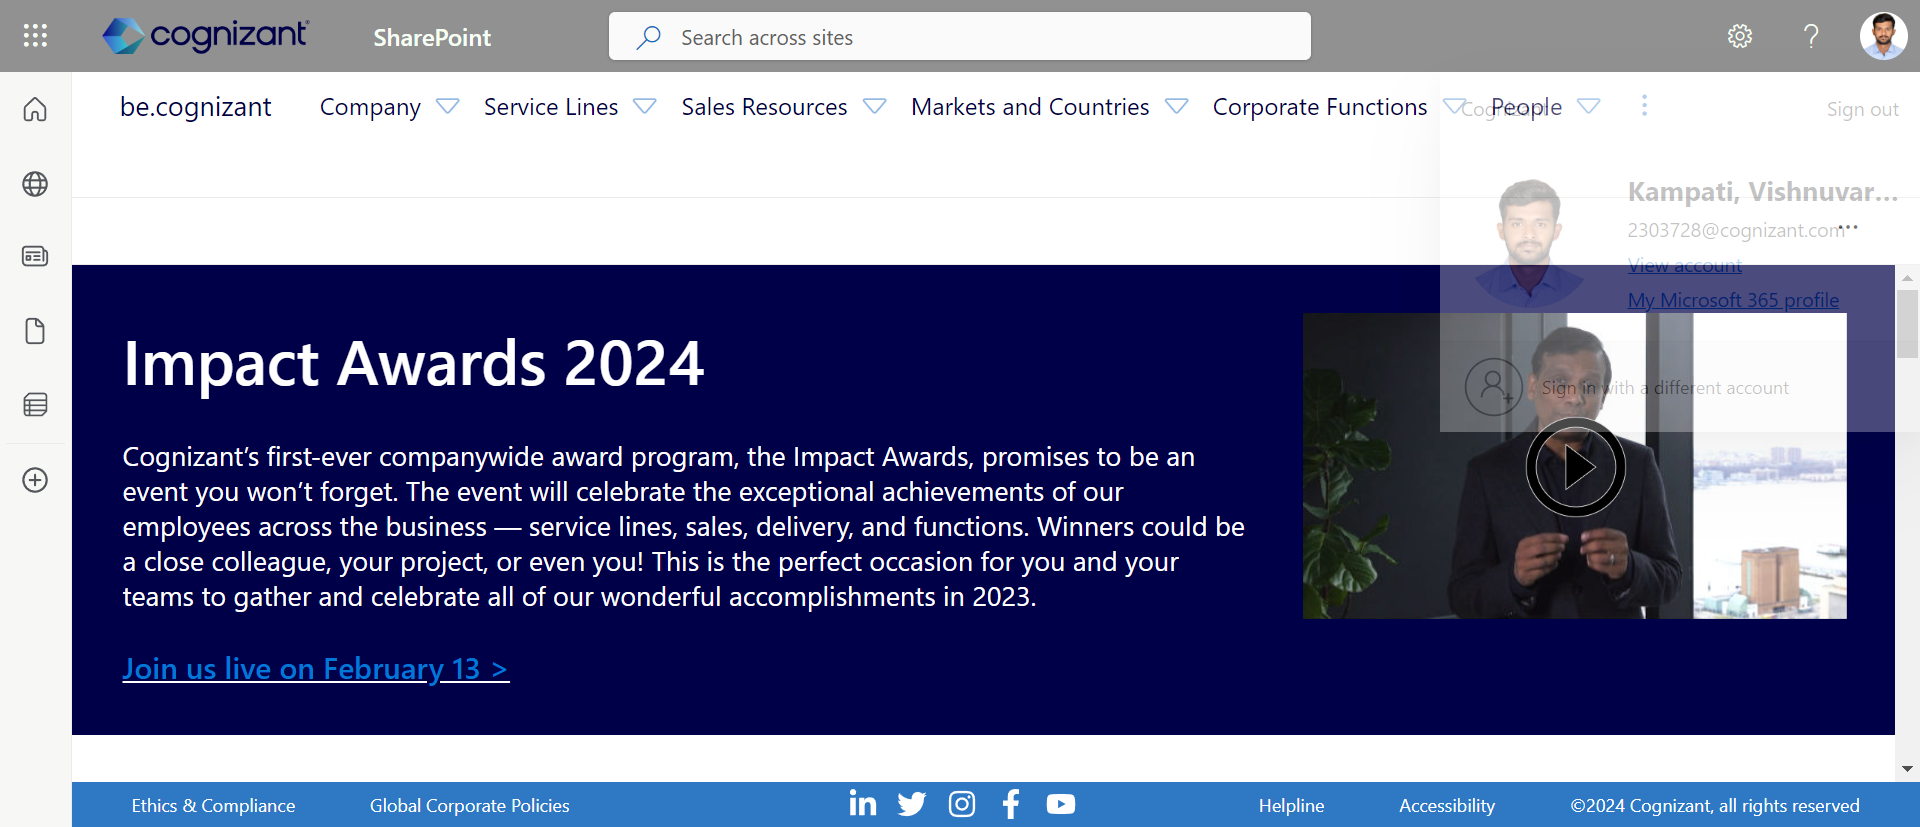 cognizant
SharePoint
Search across sites
be.cognizant
Company
Service Lines
Sales Resources
Markets and Countries
Corporate Functions
People
Cognizant
Sign out
Kampati, Vishnuvar...
2303728@cognizant.com
View account
My Microsoft 365 profile
Sign in with a different account
Impact Awards 2024
Cognizant’s first-ever companywide award program, the Impact Awards, promises to be an
event you won’t forget. The event will celebrate the exceptional achievements of our
employees across the business — service lines, sales, delivery, and functions. Winners could be
a close colleague, your project, or even you! This is the perfect occasion for you and your
teams to gather and celebrate all of our wonderful accomplishments in 2023.
Join us live on February 13 >
Ethics & Compliance
Global Corporate Policies
Helpline
Accessibility
©2024 Cognizant, all rights reserved